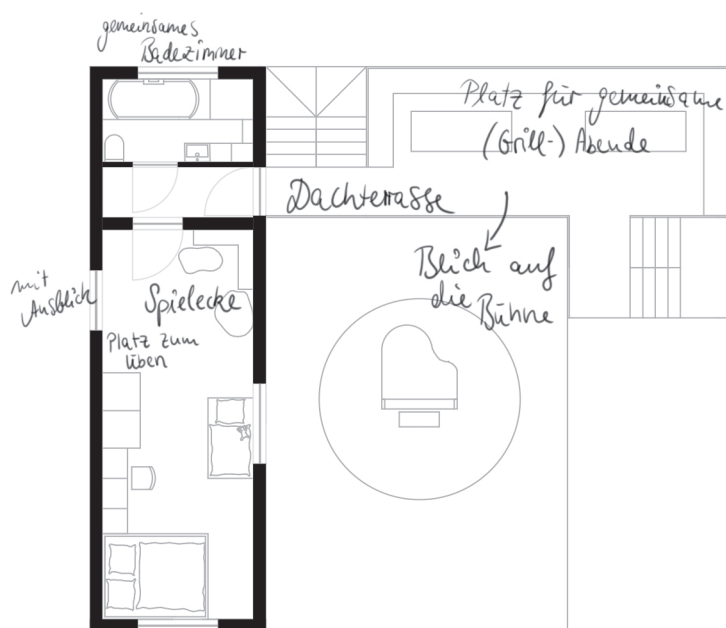 gemeinsames
Badezimmer
Platz für gemeinsame
(Grill-) Abende
Dachterrasse
Blick auf
die
Bühne
mit
Ausblick
Spielecke
Platz zum
üben